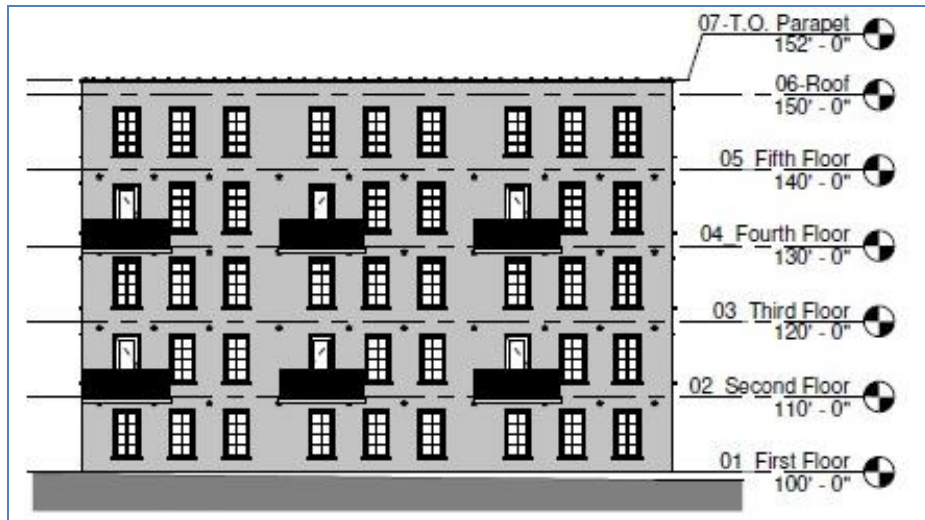 07-T.O. Parapet
152' - 0"
06-Roof
150' - 0"
05 Fifth Floor
140' - 0"
04_Fourth Floor
130' - 0"
03 Third Floor
120' - 0"
02 Second Floor
110' - 0"
01 First Floor
100' - 0"